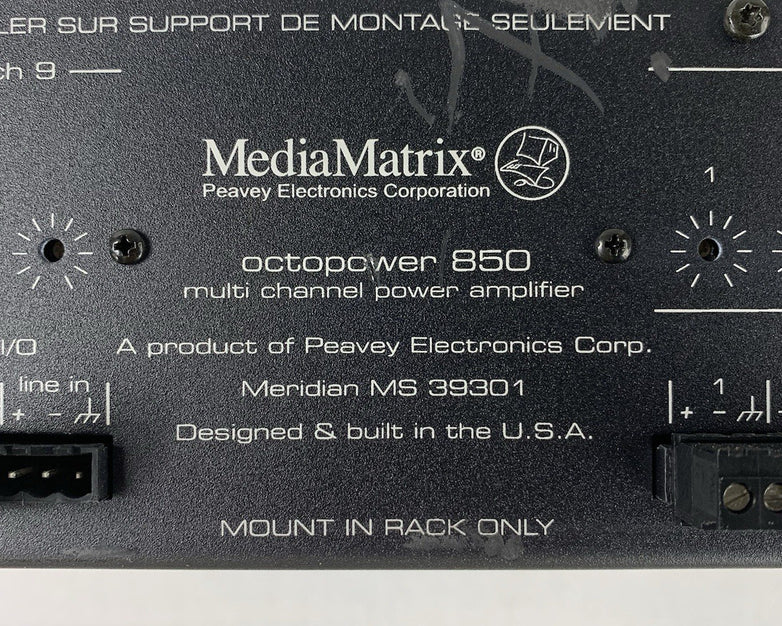 LER SUR SUPPORT DE MONTAGE SEULEMENT
ch 9
MediaMatrix®
Peavey Electronics Corporation
1
octopower 850
multi channel power amplifier
I/O
A product of Peavey Electronics Corp.
line in
+ -
Meridian MS 39301
1
+ -
Designed & built in the U.S.A.
MOUNT IN RACK ONLY